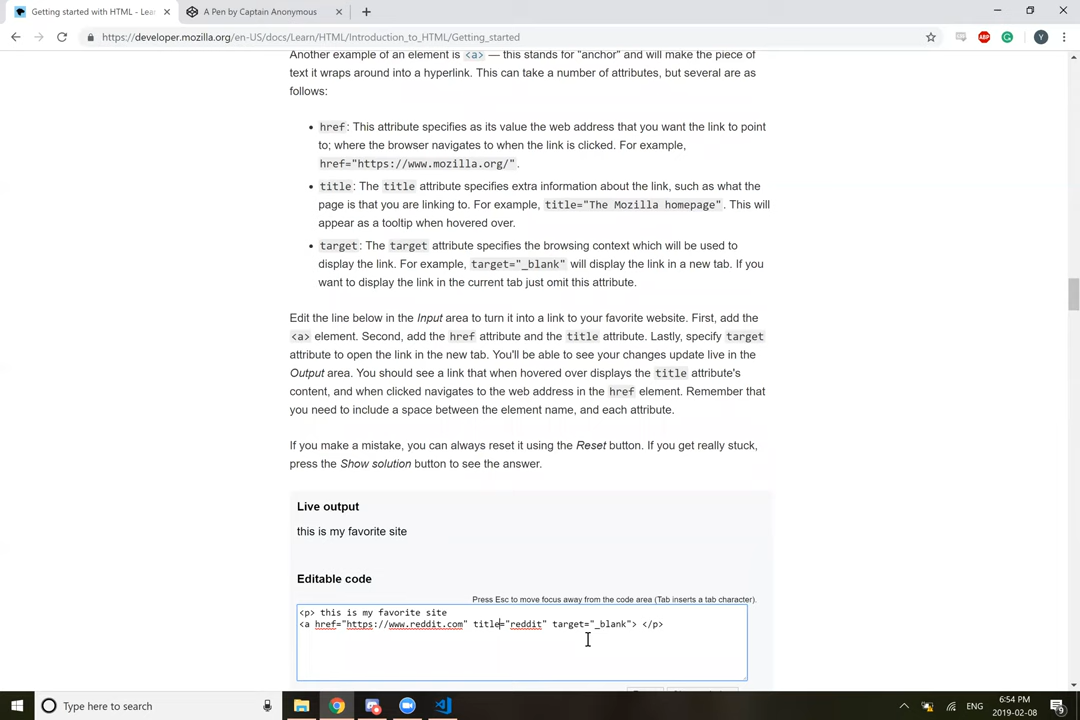 Getting started with HTML - Lea
A Pen by Captain Anonymous
https://developer.mozilla.org/en-US/docs/Learn/HTML/Introduction_to_HTML/Getting_started
ABP
Y
Another example of an element is <a> — this stands for "anchor" and will make the piece of
text it wraps around into a hyperlink. This can take a number of attributes, but several are as
follows:
• href: This attribute specifies as its value the web address that you want the link to point
to; where the browser navigates to when the link is clicked. For example,
href="https://www.mozilla.org/".
• title: The title attribute specifies extra information about the link, such as what the
page is that you are linking to. For example, title="The Mozilla homepage". This will
appear as a tooltip when hovered over.
• target: The target attribute specifies the browsing context which will be used to
display the link. For example, target="_blank" will display the link in a new tab. If you
want to display the link in the current tab just omit this attribute.
Edit the line below in the Input area to turn it into a link to your favorite website. First, add the
<a> element. Second, add the href attribute and the title attribute. Lastly, specify target
attribute to open the link in the new tab. You'll be able to see your changes update live in the
Output area. You should see a link that when hovered over displays the title attribute's
content, and when clicked navigates to the web address in the href element. Remember that
you need to include a space between the element name, and each attribute.
If you make a mistake, you can always reset it using the Reset button. If you get really stuck,
press the Show solution button to see the answer.
Live output
this is my favorite site
Editable code
Press Esc to move focus away from the code area (Tab inserts a tab character).
<p> this is my favorite site
<a href="https://www.reddit.com" title="reddit" target="_blank"> </p>
Type here to search
ENG
6:54 PM
2019-02-08